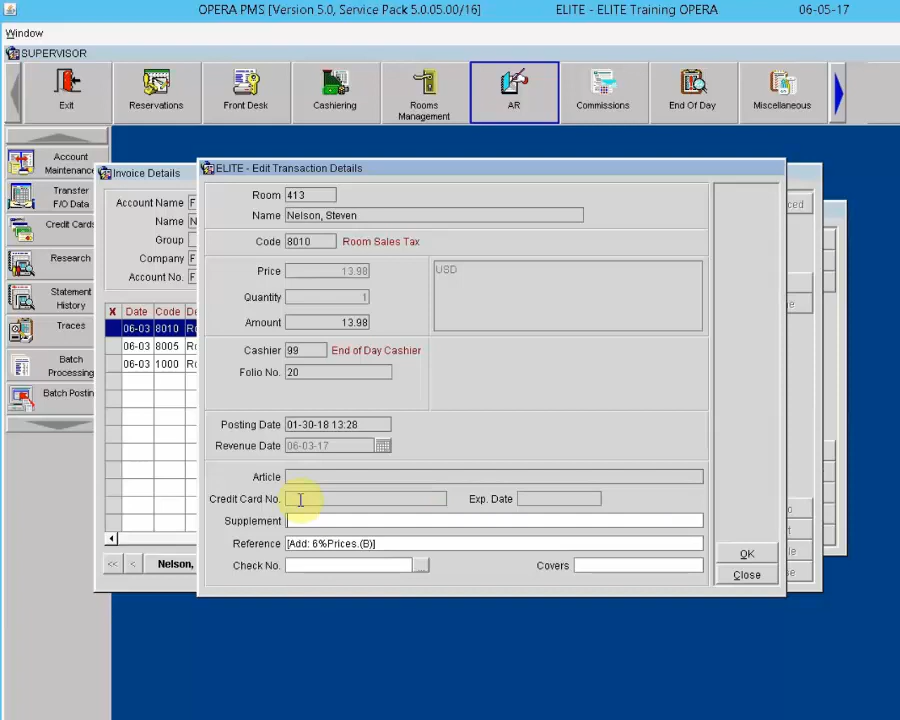 OPERA PMS [Version 5.0, Service Pack 5.0.05.00/16] ELITE - ELITE Training OPERA 06-05-17
Window
SUPERVISOR
Exit Reservations Front Desk Cashiering Rooms Management AR Commissions End Of Day Miscellaneous
Account Maintenance
Transfer F/O Data
Credit Cards
Research
Statement History
Traces
Batch Processing
Batch Postin
Invoice Details
Account Name F
Name N
Group
Company F
Account No. F
X Date Code De
06-03 8010 Ro
06-03 8005 Ro
06-03 1000 Ro
<< < Nelson,
ELITE - Edit Transaction Details
Room 413
Name Nelson, Steven
Code 8010 Room Sales Tax
Price 13.98 USD
Quantity 1
Amount 13.98
Cashier 99 End of Day Cashier
Folio No. 20
Posting Date 01-30-18 13:28
Revenue Date 06-03-17
Article
Credit Card No. Exp. Date
Supplement
Reference [Add: 6%Prices.(B)]
Check No. ... Covers
OK
Close